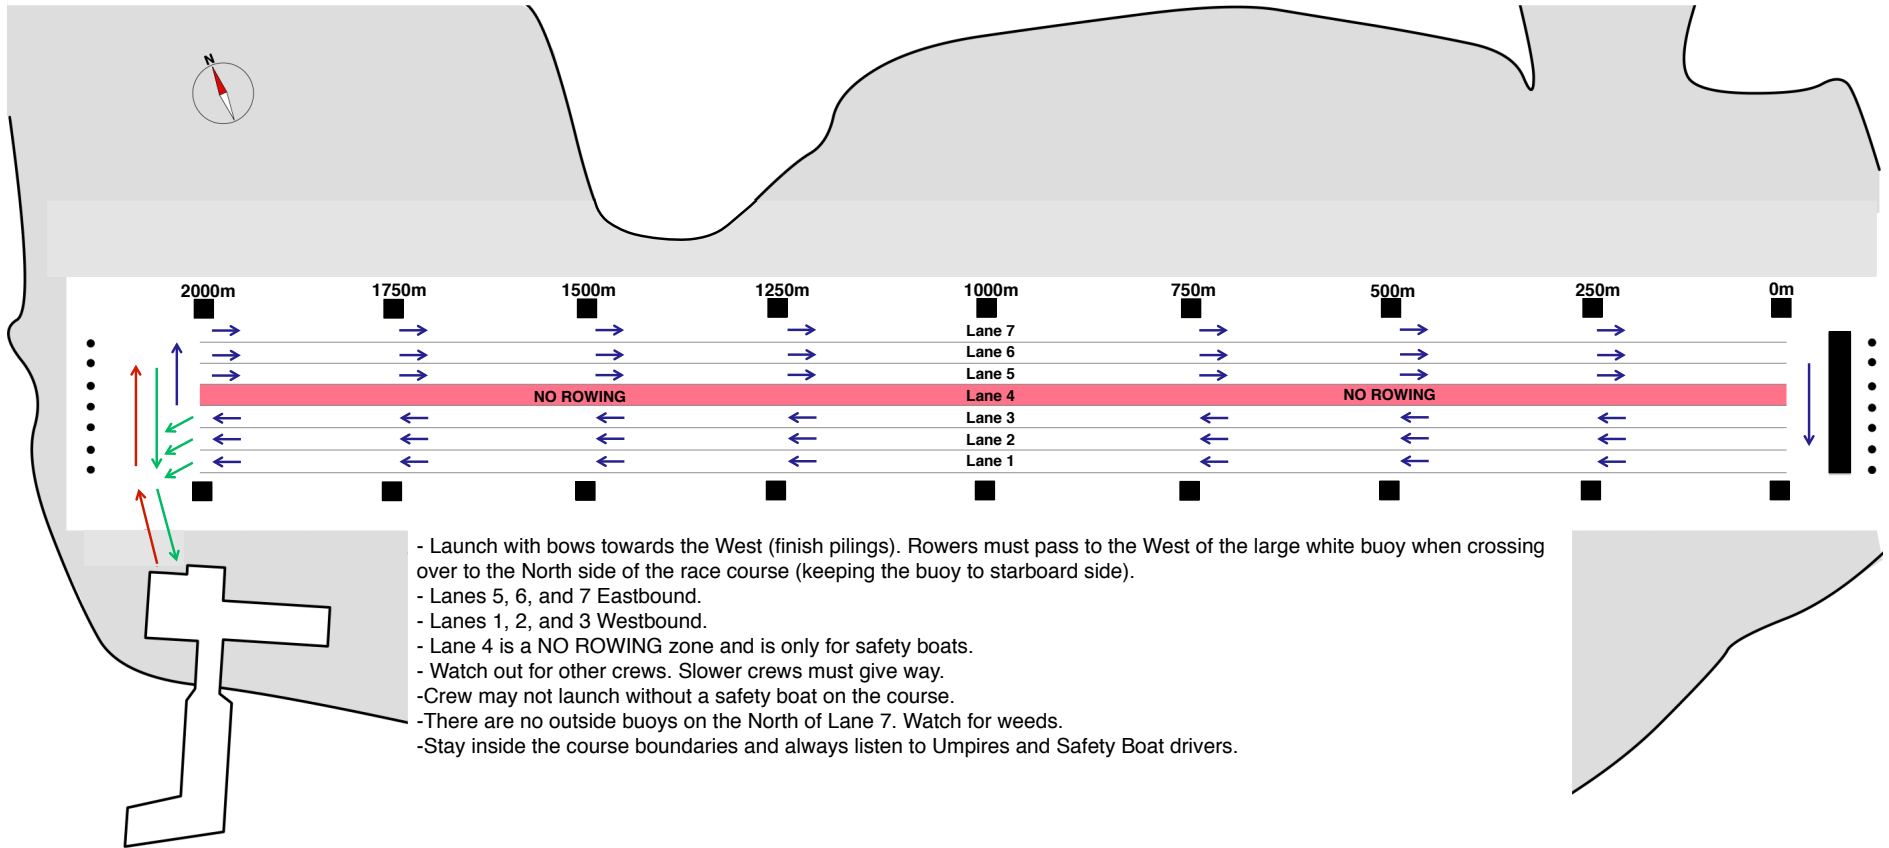 N
2000m 1750m 1500m 1250m 1000m 750m 500m 250m 0m
Lane 7
Lane 6
Lane 5
NO ROWING Lane 4 NO ROWING
Lane 3
Lane 2
Lane 1
- Launch with bows towards the West (finish pilings). Rowers must pass to the West of the large white buoy when crossing
over to the North side of the race course (keeping the buoy to starboard side).
- Lanes 5, 6, and 7 Eastbound.
- Lanes 1, 2, and 3 Westbound.
- Lane 4 is a NO ROWING zone and is only for safety boats.
- Watch out for other crews. Slower crews must give way.
-Crew may not launch without a safety boat on the course.
-There are no outside buoys on the North of Lane 7. Watch for weeds.
-Stay inside the course boundaries and always listen to Umpires and Safety Boat drivers.